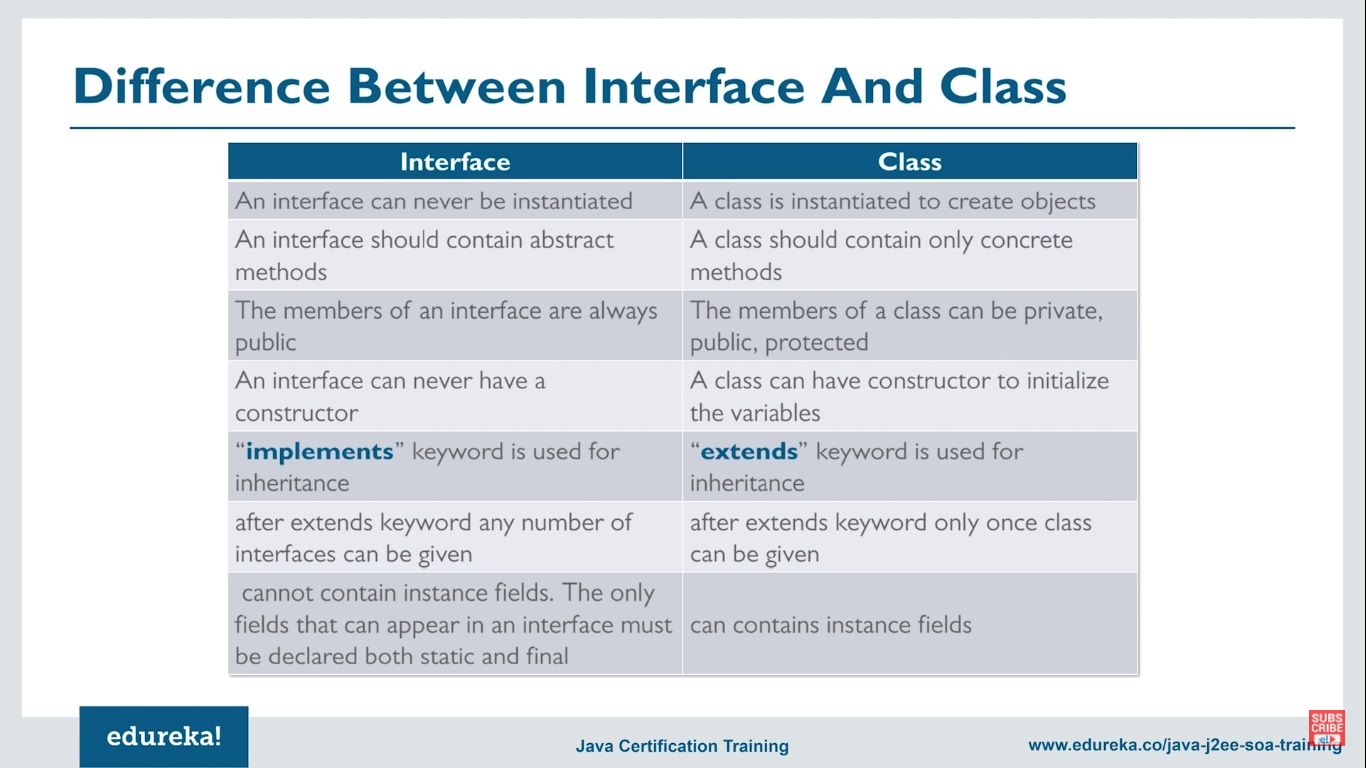 Difference Between Interface And Class
Interface
Class
An interface can never be instantiated
A class is instantiated to create objects
An interface should contain abstract
methods
A class should contain only concrete
methods
The members of an interface are always
public
The members of a class can be private,
public, protected
An interface can never have a
constructor
A class can have constructor to initialize
the variables
“implements” keyword is used for
inheritance
“extends” keyword is used for
inheritance
after extends keyword any number of
interfaces can be given
after extends keyword only once class
can be given
cannot contain instance fields. The only
fields that can appear in an interface must
be declared both static and final
can contains instance fields
edureka!
Java Certification Training
www.edureka.co/java-j2ee-soa-training
SUBS
CRIBE